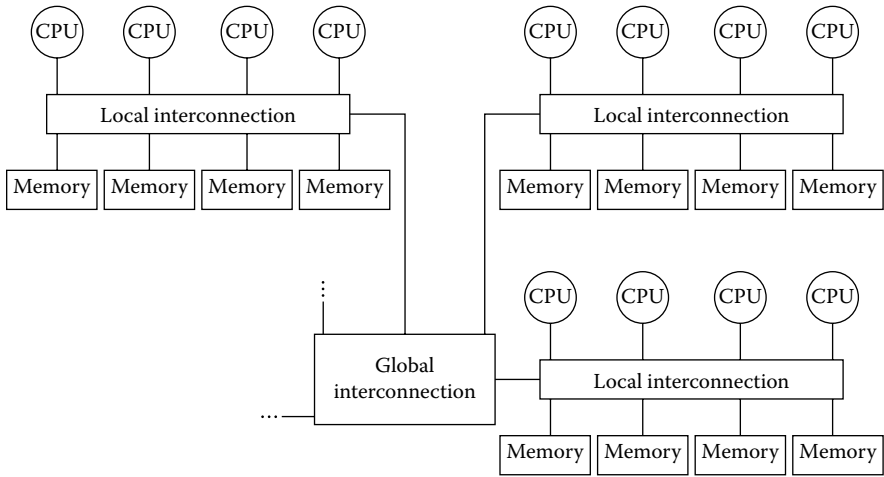 CPU CPU CPU CPU
Local interconnection
Memory Memory Memory Memory
CPU CPU CPU CPU
Local interconnection
Memory Memory Memory Memory
⋮
Global
interconnection
...
CPU CPU CPU CPU
Local interconnection
Memory Memory Memory Memory